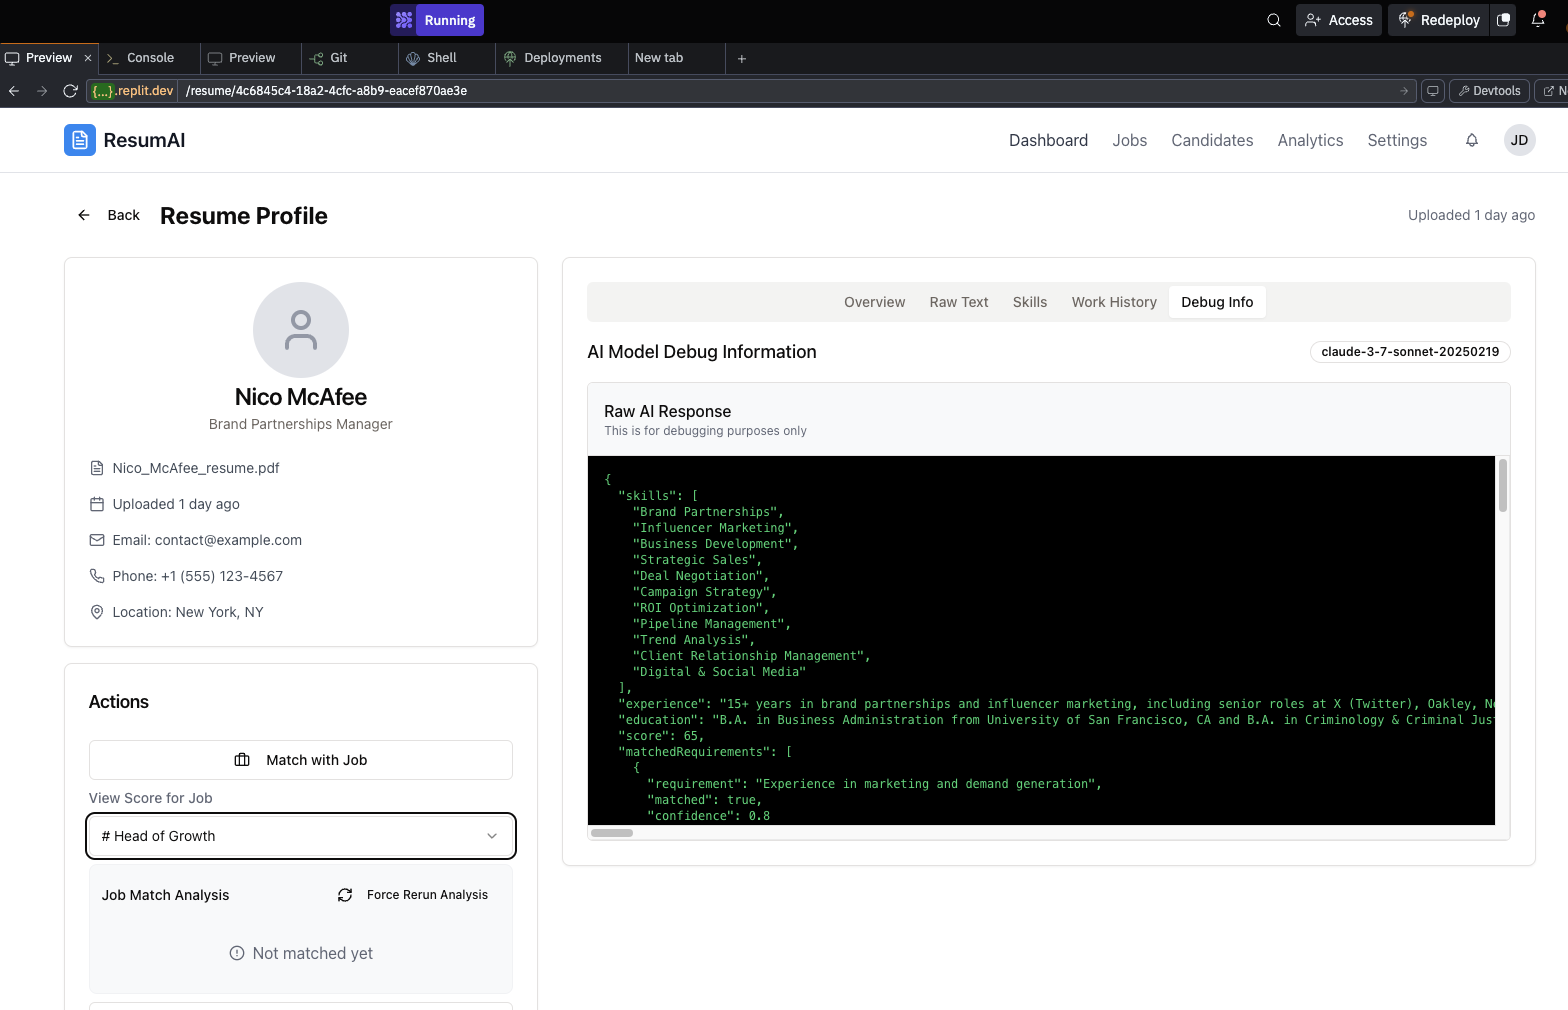 Running
Access
Redeploy
Preview
Console
Preview
Git
Shell
Deployments
New tab
{...}.replit.dev
/resume/4c6845c4-18a2-4cfc-a8b9-eacef870ae3e
Devtools
ResumAI
Dashboard
Jobs
Candidates
Analytics
Settings
JD
Back
Resume Profile
Uploaded 1 day ago
Nico McAfee
Brand Partnerships Manager
Nico_McAfee_resume.pdf
Uploaded 1 day ago
Email: contact@example.com
Phone: +1 (555) 123-4567
Location: New York, NY
Actions
Match with Job
View Score for Job
# Head of Growth
Job Match Analysis
Force Rerun Analysis
Not matched yet
Overview
Raw Text
Skills
Work History
Debug Info
AI Model Debug Information
claude-3-7-sonnet-20250219
Raw AI Response
This is for debugging purposes only
{
"skills": [
"Brand Partnerships",
"Influencer Marketing",
"Business Development",
"Strategic Sales",
"Deal Negotiation",
"Campaign Strategy",
"ROI Optimization",
"Pipeline Management",
"Trend Analysis",
"Client Relationship Management",
"Digital & Social Media"
],
"experience": "15+ years in brand partnerships and influencer marketing, including senior roles at X (Twitter), Oakley,
"education": "B.A. in Business Administration from University of San Francisco, CA and B.A. in Criminology & Criminal
"score": 65,
"matchedRequirements": [
{
"requirement": "Experience in marketing and demand generation",
"matched": true,
"confidence": 0.8